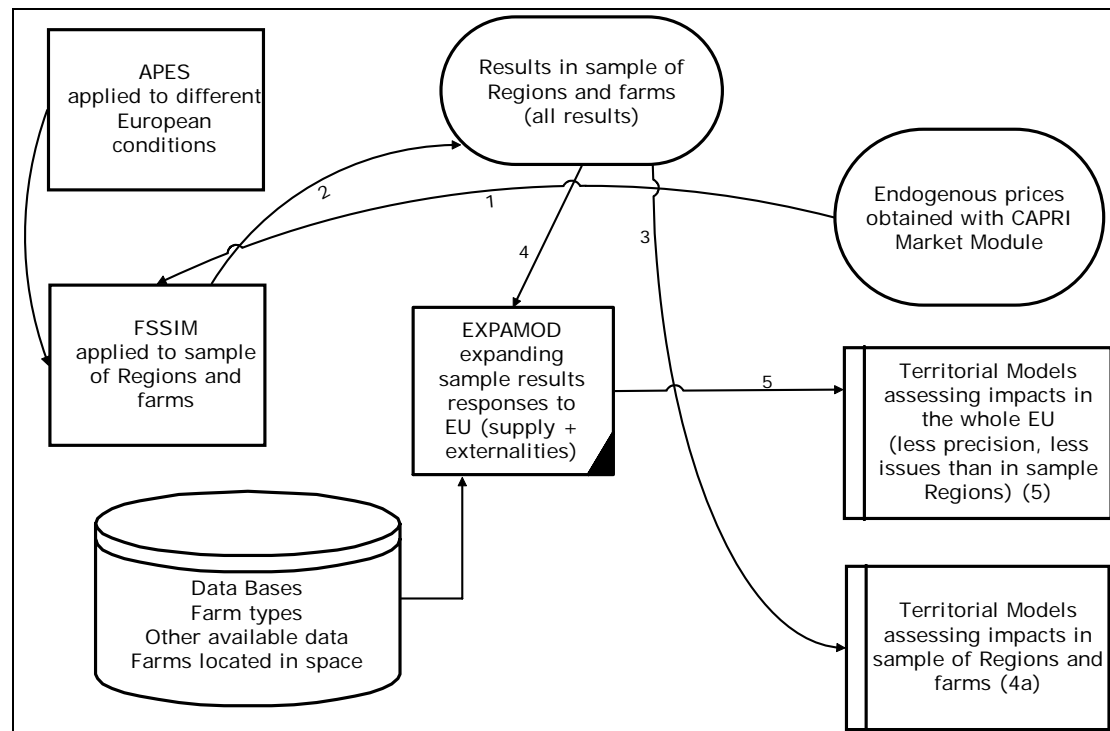 APES
applied to different
European
conditions
Results in sample of
Regions and farms
(all results)
Endogenous prices
obtained with CAPRI
Market Module
2
1
3
4
FSSIM
applied to sample
of Regions and
farms
EXPAMOD
expanding
sample results
responses to
EU (supply +
externalities)
5
Territorial Models
assessing impacts in
the whole EU
(less precision, less
issues than in sample
Regions) (5)
Data Bases
Farm types
Other available data
Farms located in space
Territorial Models
assessing impacts in
sample of Regions and
farms (4a)